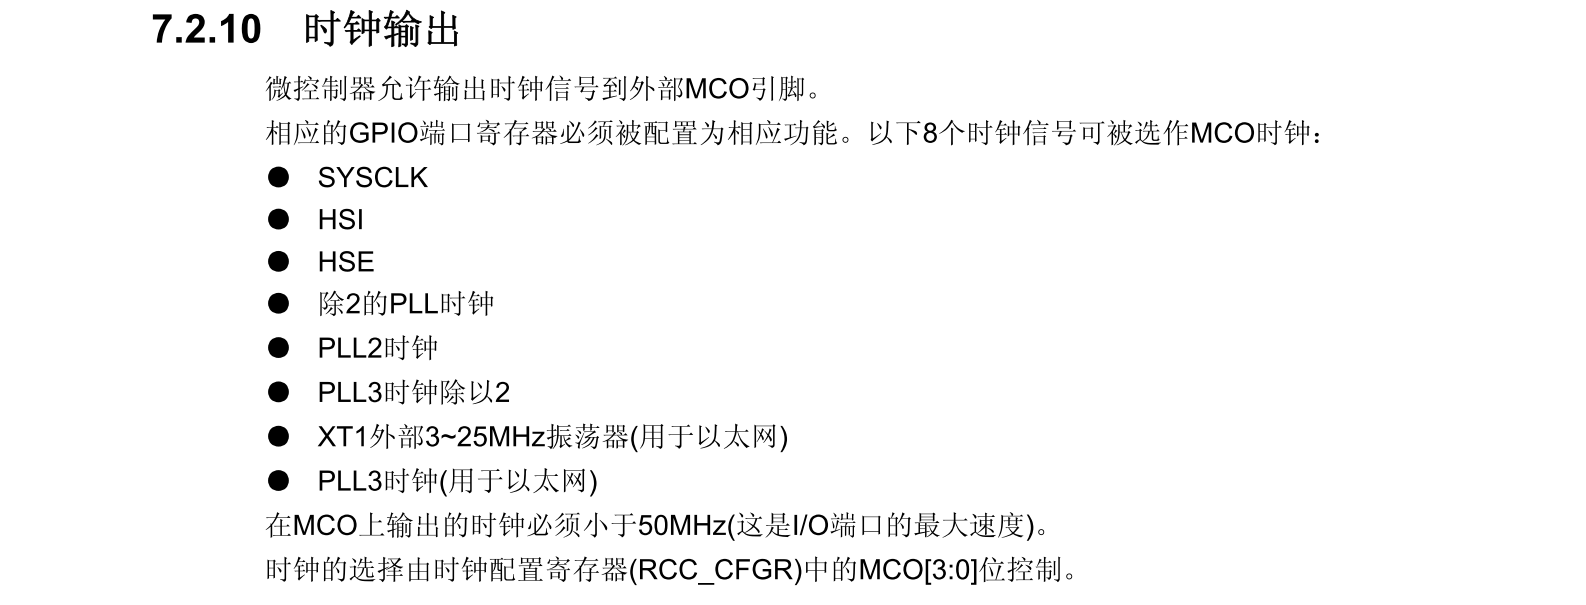 7.2.10 时钟输出
微控制器允许输出时钟信号到外部MCO引脚。
相应的GPIO端口寄存器必须被配置为相应功能。以下8个时钟信号可被选作MCO时钟：
● SYSCLK
● HSI
● HSE
● 除2的PLL时钟
● PLL2时钟
● PLL3时钟除以2
● XT1外部3~25MHz振荡器(用于以太网)
● PLL3时钟(用于以太网)
在MCO上输出的时钟必须小于50MHz(这是I/O端口的最大速度)。
时钟的选择由时钟配置寄存器(RCC_CFGR)中的MCO[3:0]位控制。